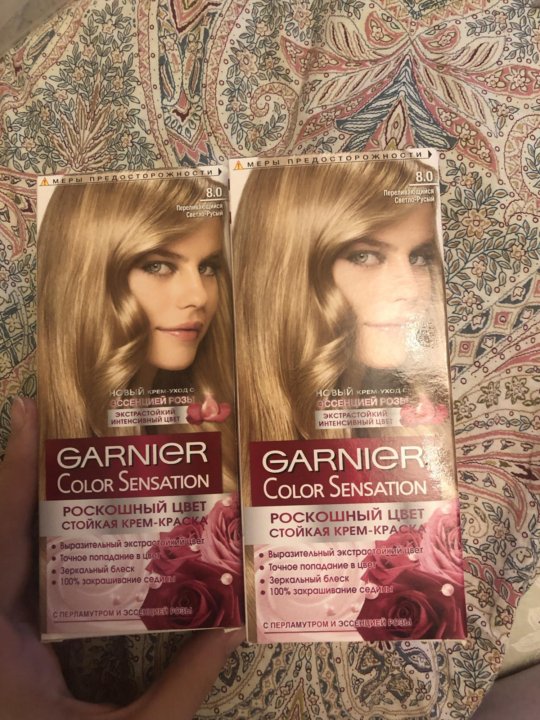 МЕРЫ ПРЕДОСТОРОЖНОСТИ
8.0
Переливающийся
Светло-Русый
НОВЫЙ КРЕМ-УХОД С
ЭССЕНЦИЕЙ РОЗЫ
ЭКСТРАСТОЙКИЙ
ИНТЕНСИВНЫЙ ЦВЕТ
GARNIER
COLOR SENSATION
РОСКОШНЫЙ ЦВЕТ
СТОЙКАЯ КРЕМ-КРАСКА
• Выразительный экстрастойкий цвет
• Точное попадание в цвет
• Зеркальный блеск
• 100% закрашивание седины
С ПЕРЛАМУТРОМ И ЭССЕНЦИЕЙ РОЗЫ
МЕРЫ ПРЕДОСТОРОЖНОСТИ
8.0
Переливающийся
Светло-Русый
НОВЫЙ КРЕМ-УХОД С
ЭССЕНЦИЕЙ РОЗЫ
ЭКСТРАСТОЙКИЙ
ИНТЕНСИВНЫЙ ЦВЕТ
GARNIER
COLOR SENSATION
РОСКОШНЫЙ ЦВЕТ
СТОЙКАЯ КРЕМ-КРАСКА
• Выразительный экстрастойкий цвет
• Точное попадание в цвет
• Зеркальный блеск
• 100% закрашивание седины
С ПЕРЛАМУТРОМ И ЭССЕНЦИЕЙ РОЗЫ